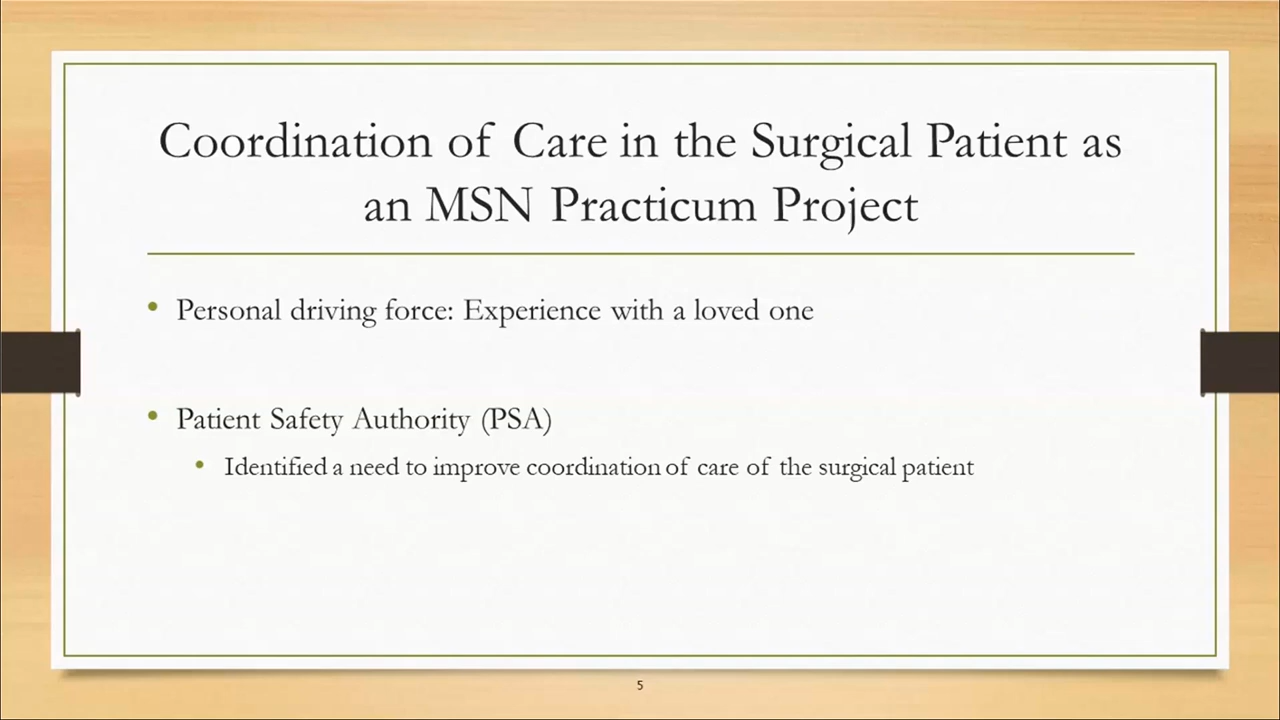 Coordination of Care in the Surgical Patient as
an MSN Practicum Project
• Personal driving force: Experience with a loved one
• Patient Safety Authority (PSA)
• Identified a need to improve coordination of care of the surgical patient
5